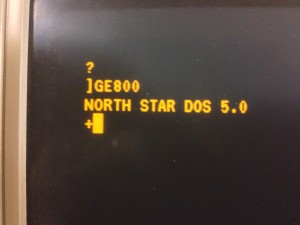 ?
]GE800
NORTH STAR DOS 5.0
+